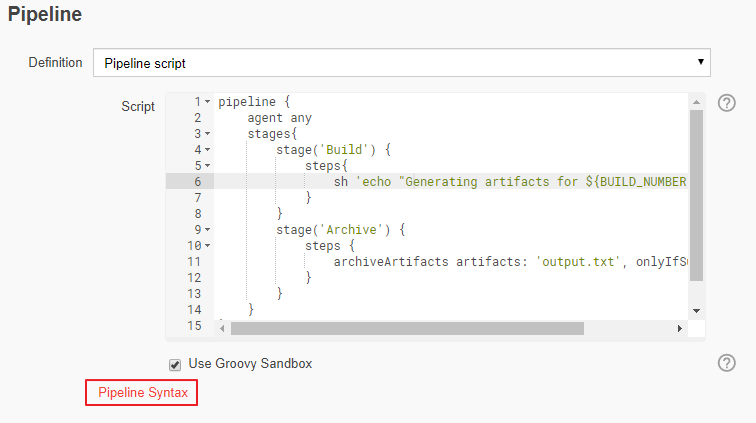 Pipeline
Definition Pipeline script
Script
1 pipeline {
2 agent any
3 stages{
4 stage('Build') {
5 steps{
6 sh 'echo "Generating artifacts for ${BUILD_NUMBER
7 }
8 }
9 stage('Archive') {
10 steps {
11 archiveArtifacts artifacts: 'output.txt', onlyIfS
12 }
13 }
14 }
15
Use Groovy Sandbox
Pipeline Syntax